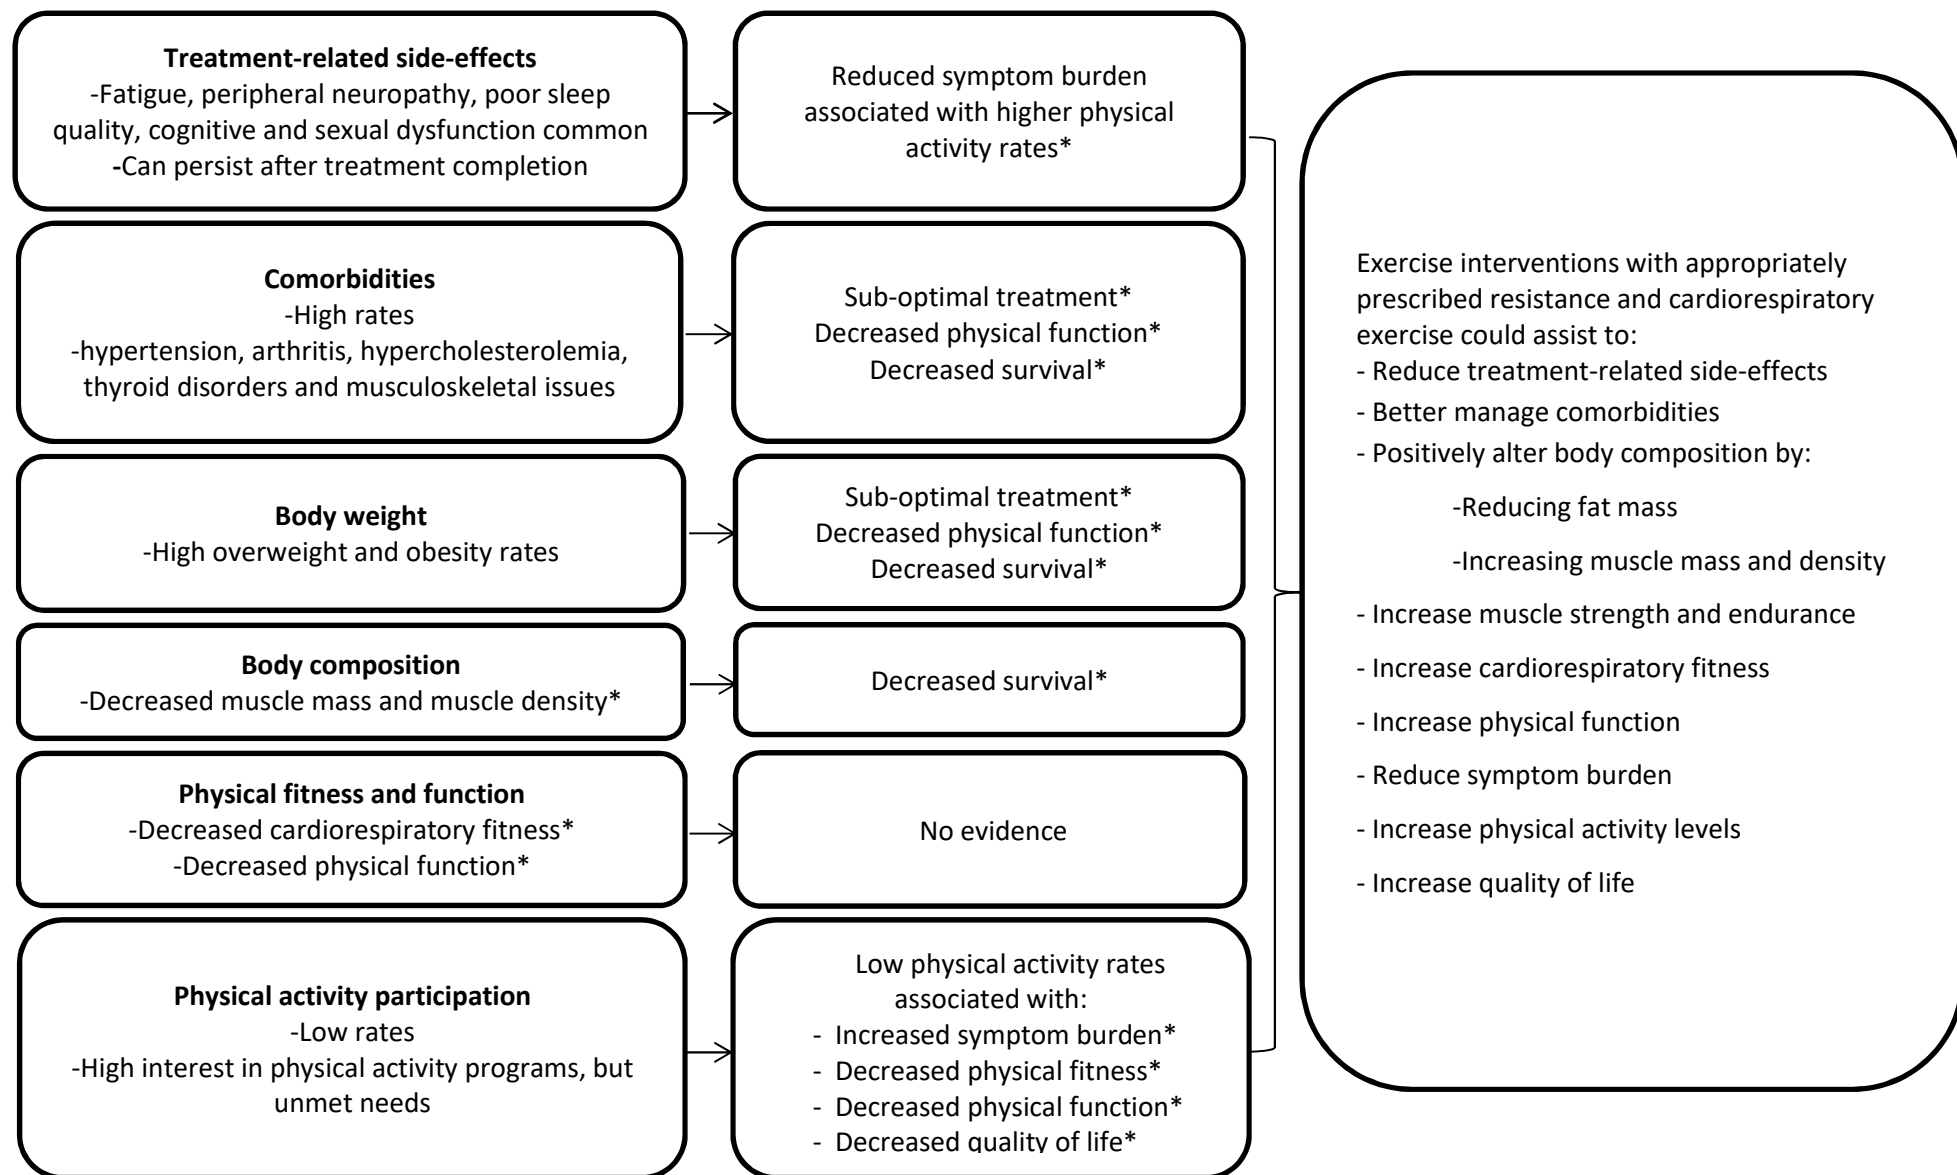 Treatment-related side-effects
-Fatigue, peripheral neuropathy, poor sleep
quality, cognitive and sexual dysfunction common
-Can persist after treatment completion
Reduced symptom burden
associated with higher physical
activity rates*
Comorbidities
-High rates
-hypertension, arthritis, hypercholesterolemia,
thyroid disorders and musculoskeletal issues
Sub-optimal treatment*
Decreased physical function*
Decreased survival*
Body weight
-High overweight and obesity rates
Sub-optimal treatment*
Decreased physical function*
Decreased survival*
Body composition
-Decreased muscle mass and muscle density*
Decreased survival*
Physical fitness and function
-Decreased cardiorespiratory fitness*
-Decreased physical function*
No evidence
Physical activity participation
-Low rates
-High interest in physical activity programs, but
unmet needs
Low physical activity rates
associated with:
- Increased symptom burden*
- Decreased physical fitness*
- Decreased physical function*
- Decreased quality of life*
Exercise interventions with appropriately
prescribed resistance and cardiorespiratory
exercise could assist to:
- Reduce treatment-related side-effects
- Better manage comorbidities
- Positively alter body composition by:
-Reducing fat mass
-Increasing muscle mass and density
- Increase muscle strength and endurance
- Increase cardiorespiratory fitness
- Increase physical function
- Reduce symptom burden
- Increase physical activity levels
- Increase quality of life